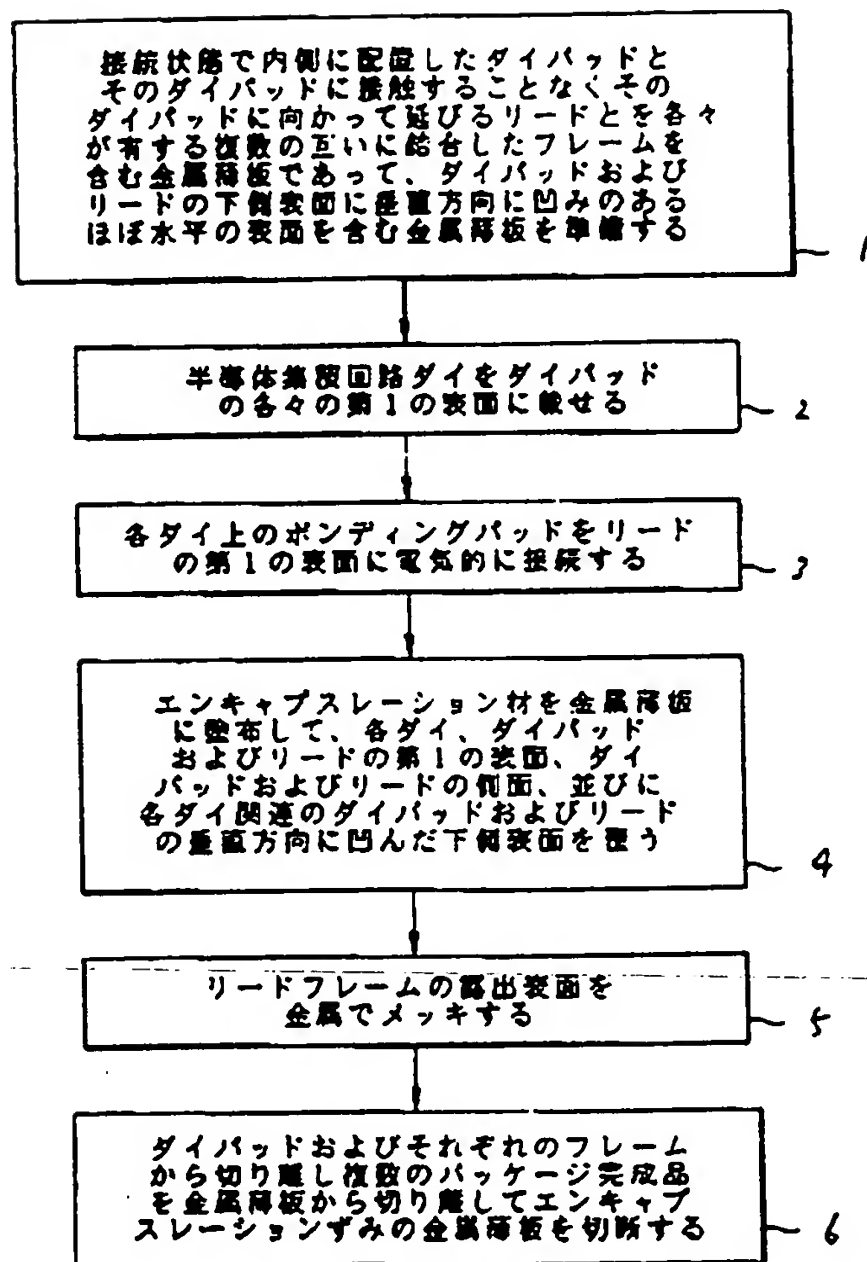 接続状態で内側に配置したダイパッドと
そのダイパッドに接触することなくその
ダイパッドに向かって延びるリードとを各々
が有する複数の互いに結合したフレームを
含む金属薄板であって、ダイパッドおよび
リードの下側表面に垂直方向に凹みのある
ほぼ水平の表面を含む金属薄板を準備する
1
半導体集積回路ダイをダイパッド
の各々の第1の表面に載せる
2
各ダイ上のボンディングパッドをリード
の第1の表面に電気的に接続する
3
エンキャプスレーション材を金属薄板
に塗布して、各ダイ、ダイパッド
およびリードの第1の表面、ダイ
パッドおよびリードの側面、並びに
各ダイ関連のダイパッドおよびリード
の垂直方向に凹んだ下側表面を覆う
4
リードフレームの露出表面を
金属でメッキする
5
ダイパッドおよびそれぞれのフレーム
から切り離し複数のパッケージ完成品
を金属薄板から切り離してエンキャプ
スレーションずみの金属薄板を切断する
6